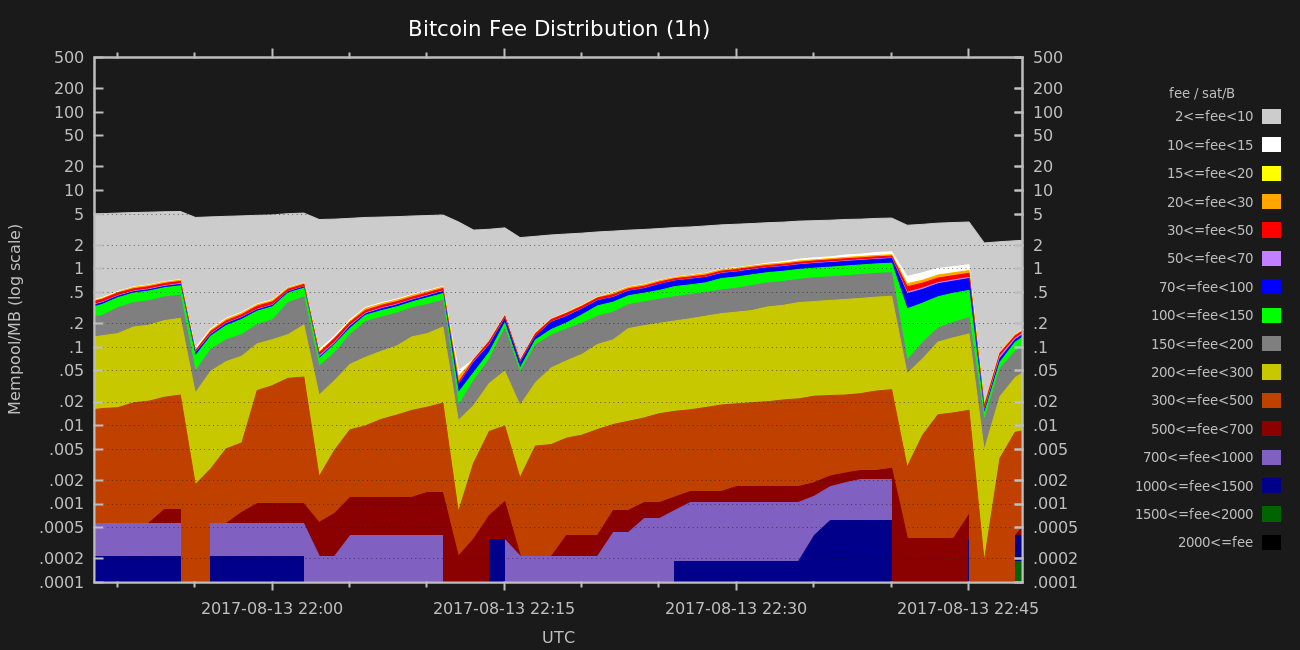 Bitcoin Fee Distribution (1h)
500 500
200 200
100 100
50 50
20 20
10 10
5 5
2 2
1 1
.5 .5
.2 .2
.1 .1
.05 .05
.02 .02
.01 .01
.005 .005
.002 .002
.001 .001
.0005 .0005
.0002 .0002
.0001 .0001
Mempool/MB (log scale)
2017-08-13 22:00 2017-08-13 22:15 2017-08-13 22:30 2017-08-13 22:45
UTC
fee / sat/B
2<=fee<10
10<=fee<15
15<=fee<20
20<=fee<30
30<=fee<50
50<=fee<70
70<=fee<100
100<=fee<150
150<=fee<200
200<=fee<300
300<=fee<500
500<=fee<700
700<=fee<1000
1000<=fee<1500
1500<=fee<2000
2000<=fee